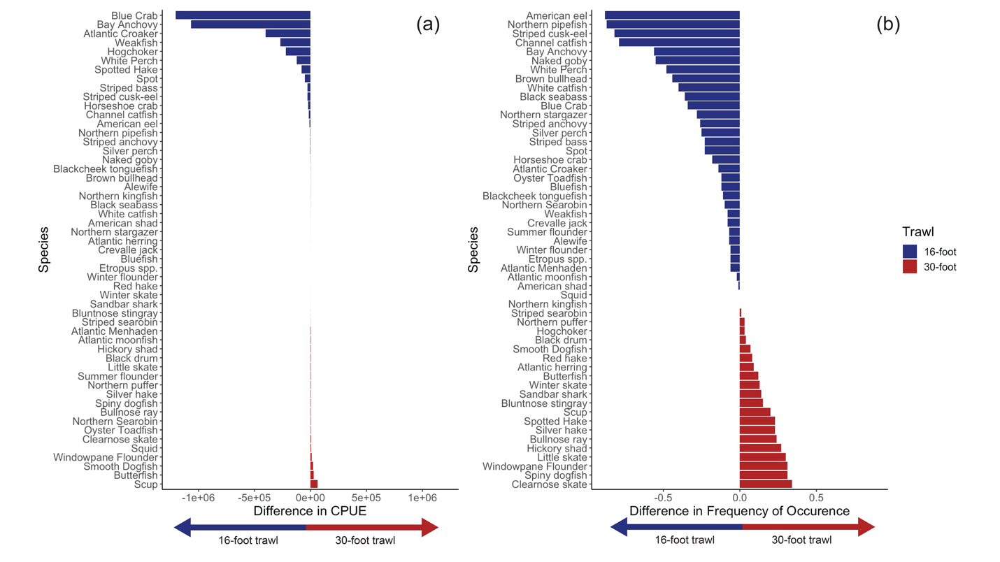 (a)
Species
Blue Crab
Bay Anchovy
Atlantic Croaker
Weakfish
Hogchoker
White Perch
Spotted Hake
Spot
Striped bass
Striped cusk-eel
Horseshoe crab
Channel catfish
American eel
Northern pipefish
Striped anchovy
Silver perch
Naked goby
Blackcheek tonguefish
Brown bullhead
Alewife
Northern kingfish
Black seabass
White catfish
American shad
Northern stargazer
Atlantic herring
Crevalle jack
Bluefish
Etropus spp.
Winter flounder
Red hake
Winter skate
Sandbar shark
Bluntnose stingray
Striped searobin
Atlantic Menhaden
Atlantic moonfish
Hickory shad
Black drum
Little skate
Summer flounder
Northern puffer
Silver hake
Spiny dogfish
Bullnose ray
Northern Searobin
Oyster Toadfish
Clearnose skate
Squid
Windowpane Flounder
Smooth Dogfish
Butterfish
Scup
-1e+06 -5e+05 0e+00 5e+05 1e+06
Difference in CPUE
16-foot trawl 30-foot trawl
(b)
Species
American eel
Northern pipefish
Striped cusk-eel
Channel catfish
Bay Anchovy
Naked goby
White Perch
Brown bullhead
White catfish
Black seabass
Blue Crab
Northern stargazer
Striped anchovy
Silver perch
Striped bass
Spot
Horseshoe crab
Atlantic Croaker
Oyster Toadfish
Bluefish
Blackcheek tonguefish
Northern Searobin
Weakfish
Crevalle jack
Summer flounder
Alewife
Winter flounder
Etropus spp.
Atlantic Menhaden
Atlantic moonfish
American shad
Squid
Northern kingfish
Striped searobin
Northern puffer
Hogchoker
Black drum
Smooth Dogfish
Red hake
Atlantic herring
Butterfish
Winter skate
Sandbar shark
Bluntnose stingray
Scup
Spotted Hake
Silver hake
Bullnose ray
Hickory shad
Little skate
Windowpane Flounder
Spiny dogfish
Clearnose skate
-0.5 0.0 0.5
Difference in Frequency of Occurence
16-foot trawl 30-foot trawl
Trawl
16-foot
30-foot